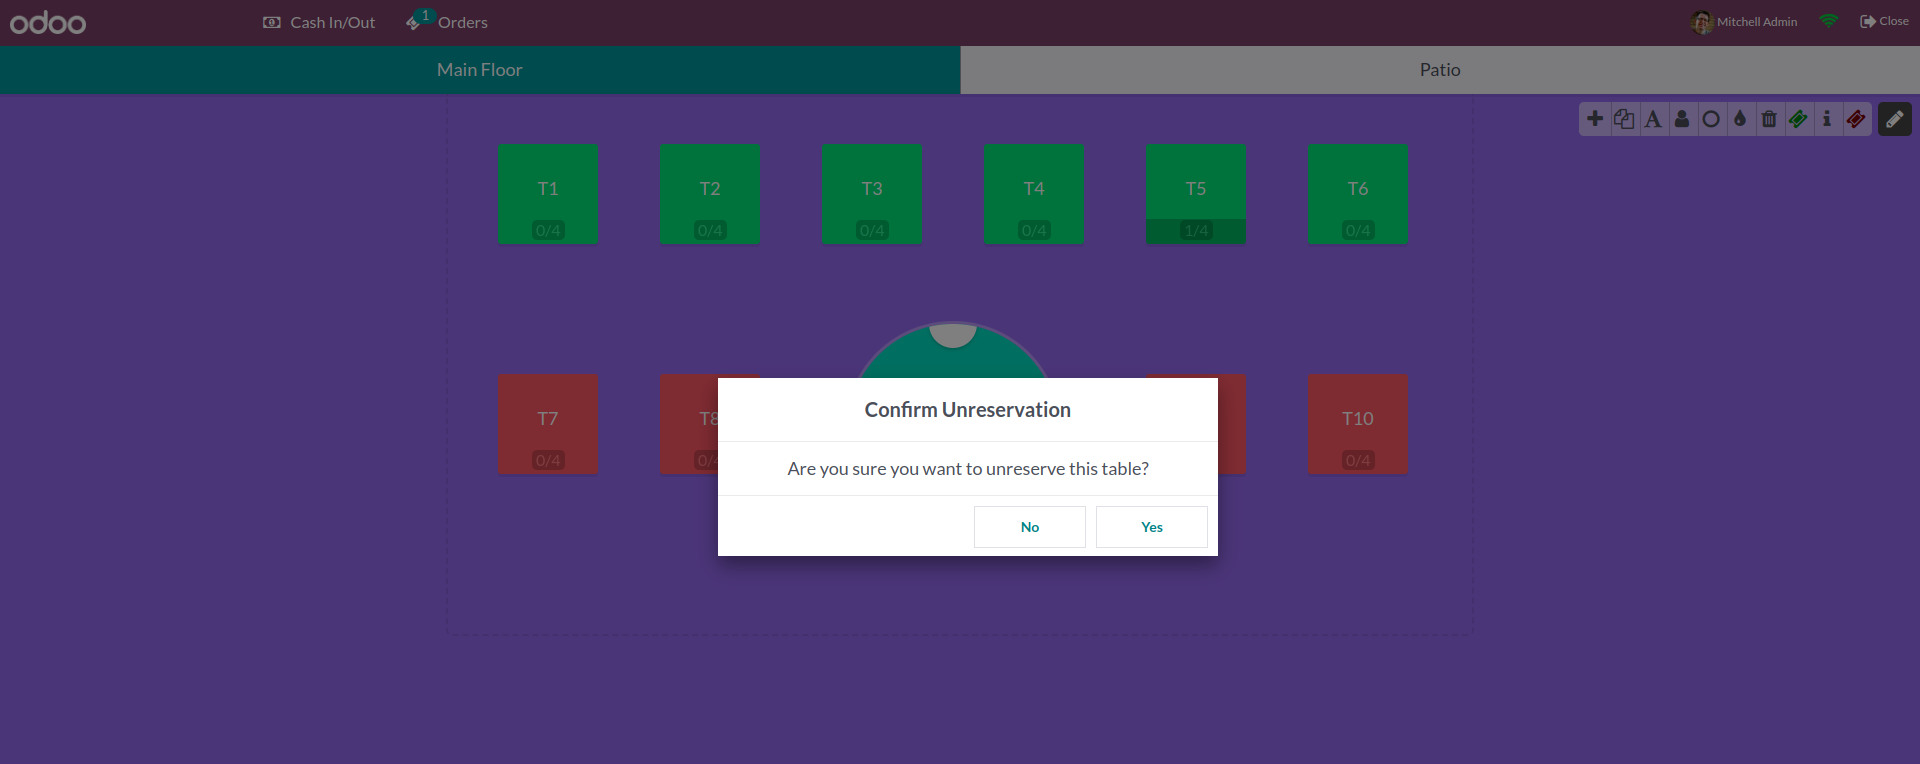 odoo
Cash In/Out
1
Orders
Mitchell Admin
Close
Main Floor
Patio
A
T1
T2
T3
T4
T5
T6
0/4
0/4
0/4
0/4
1/4
0/4
Confirm Unreservation
T7
T8
T10
0/4
0/4
Are you sure you want to unreserve this table?
No
Yes